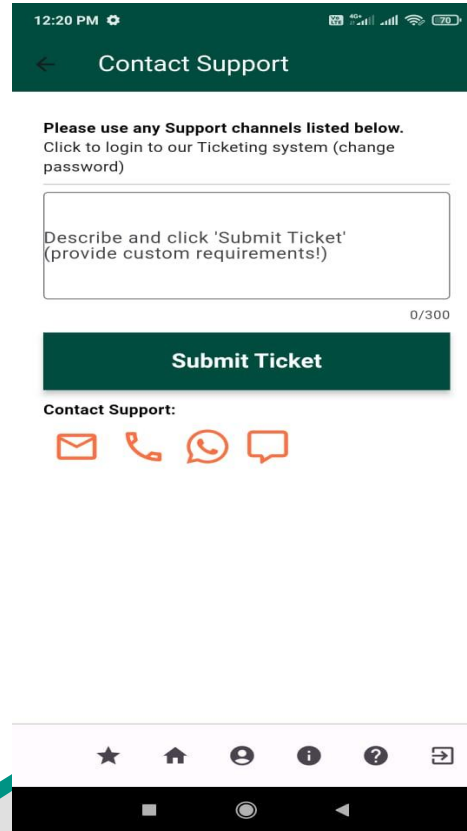 12:20 PM
4G+
70
Contact Support
Please use any Support channels listed below.
Click to login to our Ticketing system (change
password)
Describe and click 'Submit Ticket'
(provide custom requirements!)
0/300
Submit Ticket
Contact Support: